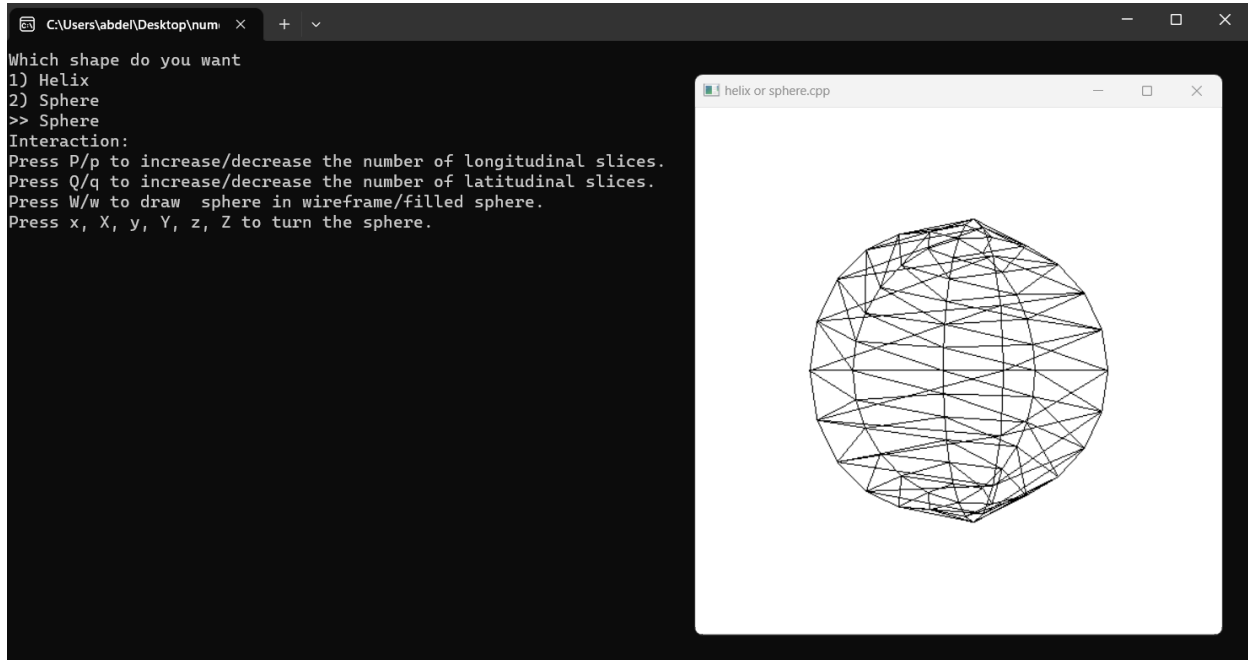 C:\Users\abdel\Desktop\num
Which shape do you want
1) Helix
2) Sphere
>> Sphere
Interaction:
Press P/p to increase/decrease the number of longitudinal slices.
Press Q/q to increase/decrease the number of latitudinal slices.
Press W/w to draw  sphere in wireframe/filled sphere.
Press x, X, y, Y, z, Z to turn the sphere.
helix or sphere.cpp